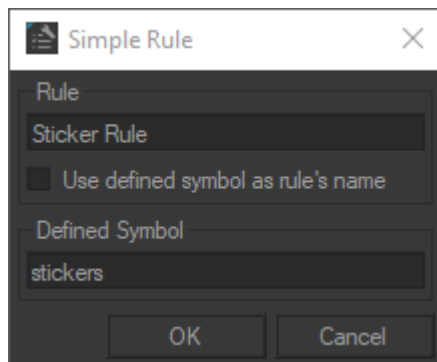 Simple Rule
Rule
Sticker Rule
Use defined symbol as rule's name
Defined Symbol
stickers
OK Cancel